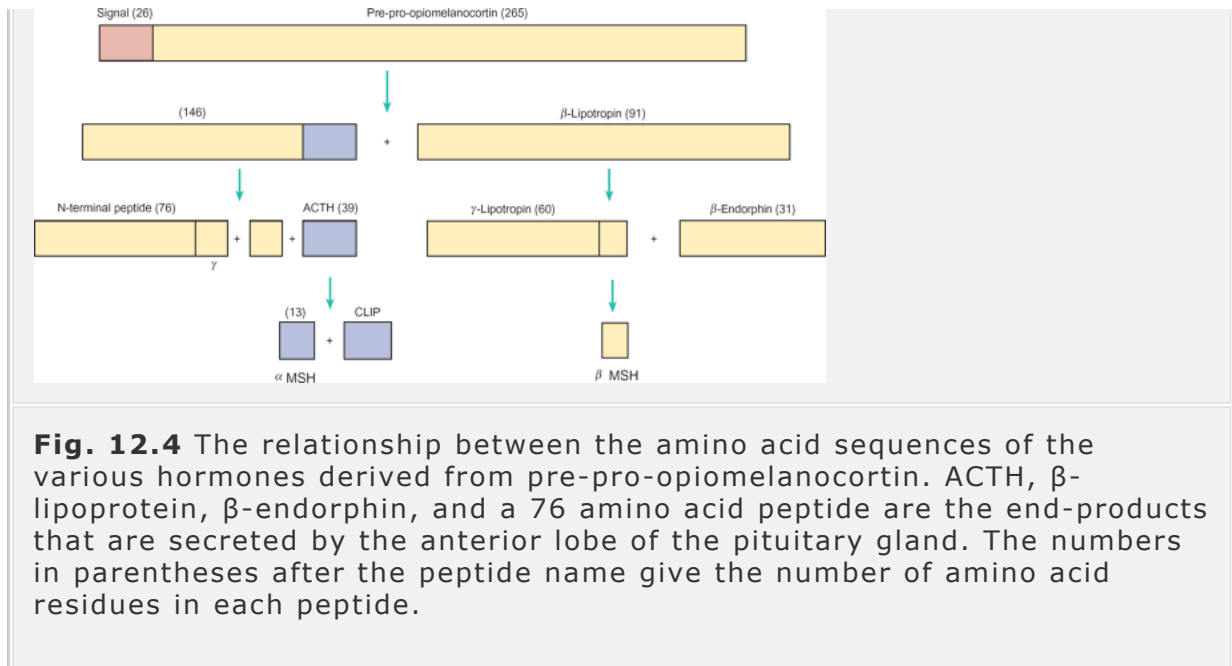 Signal (26) Pre-pro-opiomelanocortin (265)
(146) β-Lipotropin (91)
+
N-terminal peptide (76) ACTH (39) γ-Lipotropin (60) β-Endorphin (31)
+ + +
γ
(13) CLIP
+
α MSH β MSH
Fig. 12.4 The relationship between the amino acid sequences of the
various hormones derived from pre-pro-opiomelanocortin. ACTH, β-
lipoprotein, β-endorphin, and a 76 amino acid peptide are the end-products
that are secreted by the anterior lobe of the pituitary gland. The numbers
in parentheses after the peptide name give the number of amino acid
residues in each peptide.